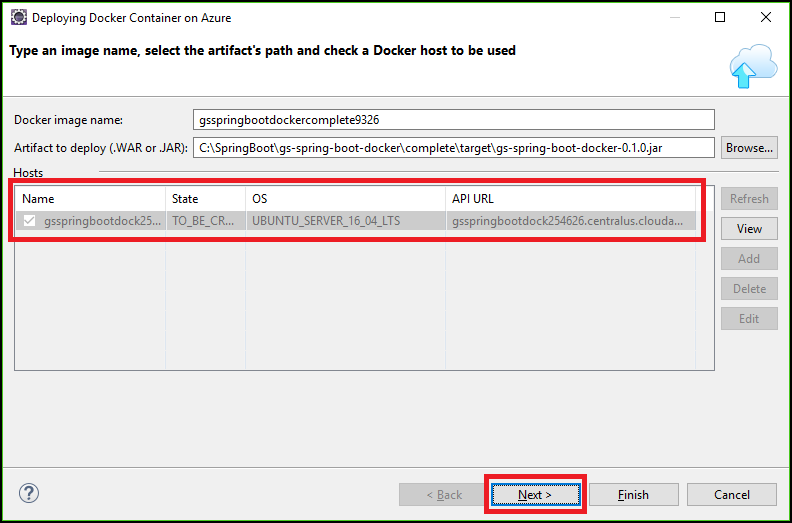 Deploying Docker Container on Azure
Type an image name, select the artifact's path and check a Docker host to be used
Docker image name: gsspringbootdockercomplete9326
Artifact to deploy (.WAR or .JAR): C:\SpringBoot\gs-spring-boot-docker\complete\target\gs-spring-boot-docker-0.1.0.jar Browse...
Hosts
Name State OS API URL Refresh
gsspringbootdock25... TO_BE_CR... UBUNTU_SERVER_16_04_LTS gsspringbootdock254626.centralus.clouda...
View
Add
Delete
Edit
? < Back Next > Finish Cancel